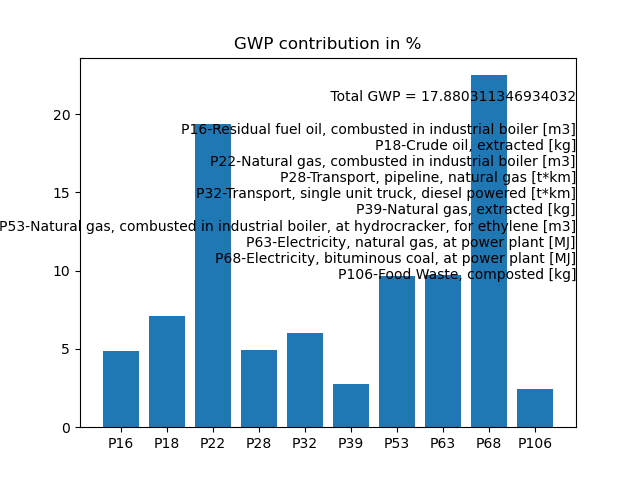 GWP contribution in %
Total GWP = 17.880311346934032
P16-Residual fuel oil, combusted in industrial boiler [m3]
P18-Crude oil, extracted [kg]
P22-Natural gas, combusted in industrial boiler [m3]
P28-Transport, pipeline, natural gas [t*km]
P32-Transport, single unit truck, diesel powered [t*km]
P39-Natural gas, extracted [kg]
P53-Natural gas, combusted in industrial boiler, at hydrocracker, for ethylene [m3]
P63-Electricity, natural gas, at power plant [MJ]
P68-Electricity, bituminous coal, at power plant [MJ]
P106-Food Waste, composted [kg]
20
15
10
5
0
P16 P18 P22 P28 P32 P39 P53 P63 P68 P106